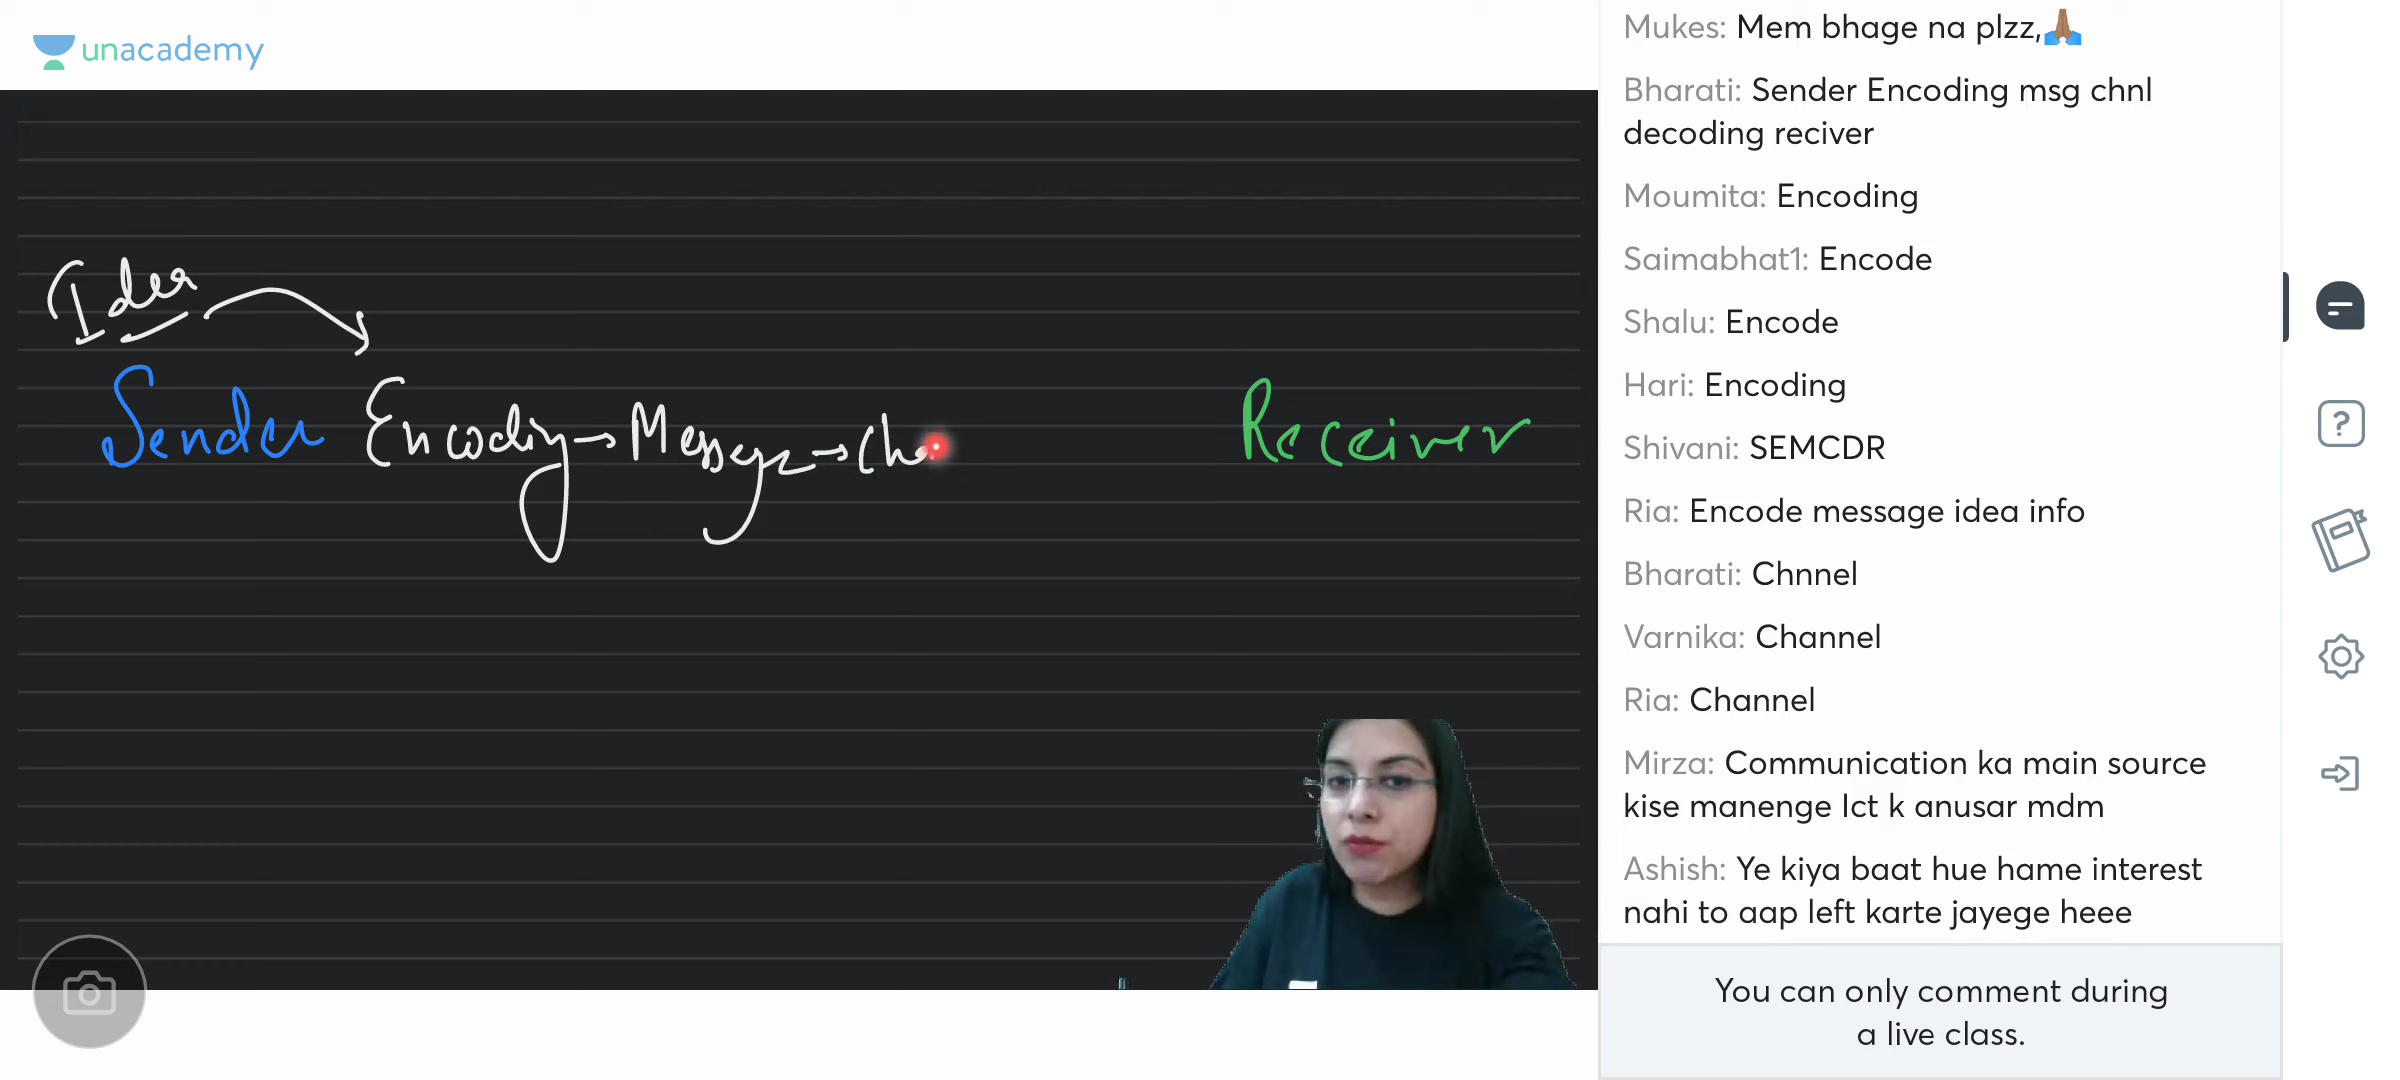 unacademy
Idea
Sender Encoding → Message → Cha
Receiver
Mukes: Mem bhage na plzz,🙏🏽
Bharati: Sender Encoding msg chnl
decoding reciver
Moumita: Encoding
Saimabhat1: Encode
Shalu: Encode
Hari: Encoding
Shivani: SEMCDR
Ria: Encode message idea info
Bharati: Chnnel
Varnika: Channel
Ria: Channel
Mirza: Communication ka main source
kise manenge Ict k anusar mdm
Ashish: Ye kiya baat hue hame interest
nahi to aap left karte jayege heee
You can only comment during
a live class.
?